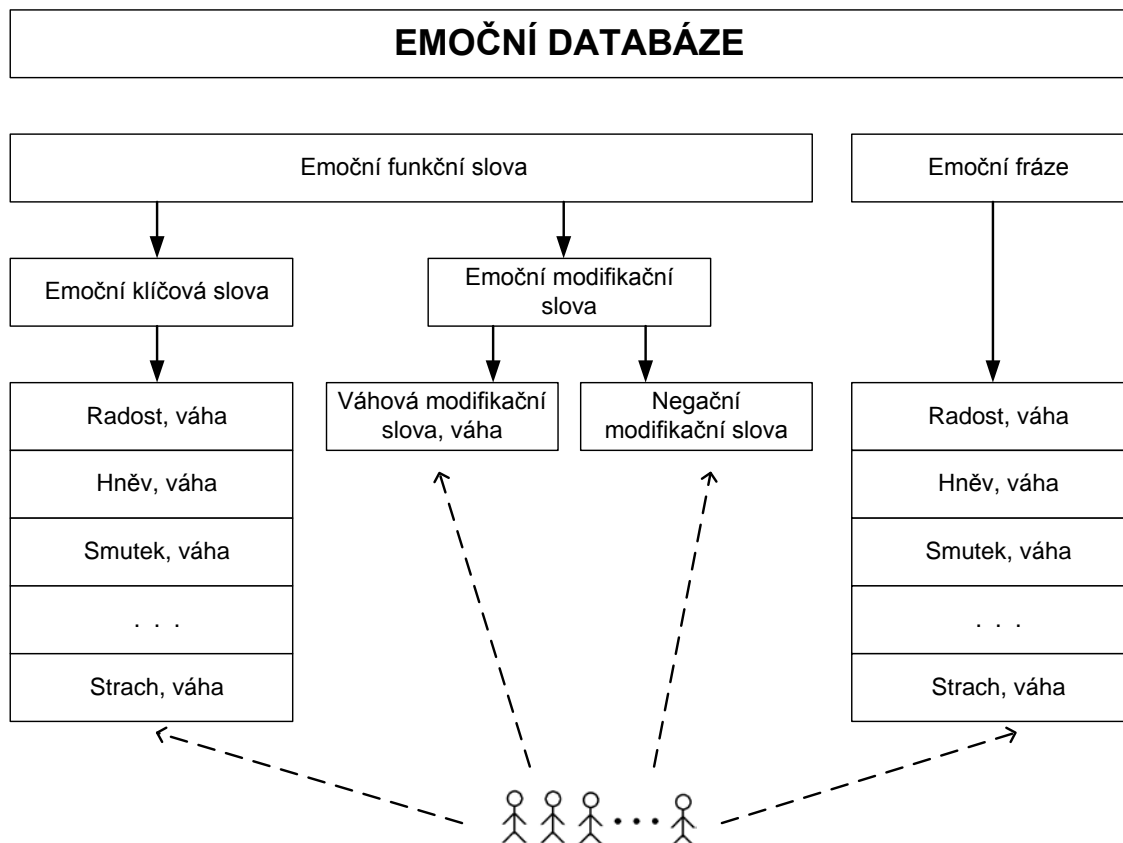 EMOČNÍ DATABÁZE
Emoční funkční slova
Emoční fráze
Emoční klíčová slova
Emoční modifikační
slova
Radost, váha
Hněv, váha
Smutek, váha
. . .
Strach, váha
Váhová modifikační
slova, váha
Negační
modifikační slova
Radost, váha
Hněv, váha
Smutek, váha
. . .
Strach, váha